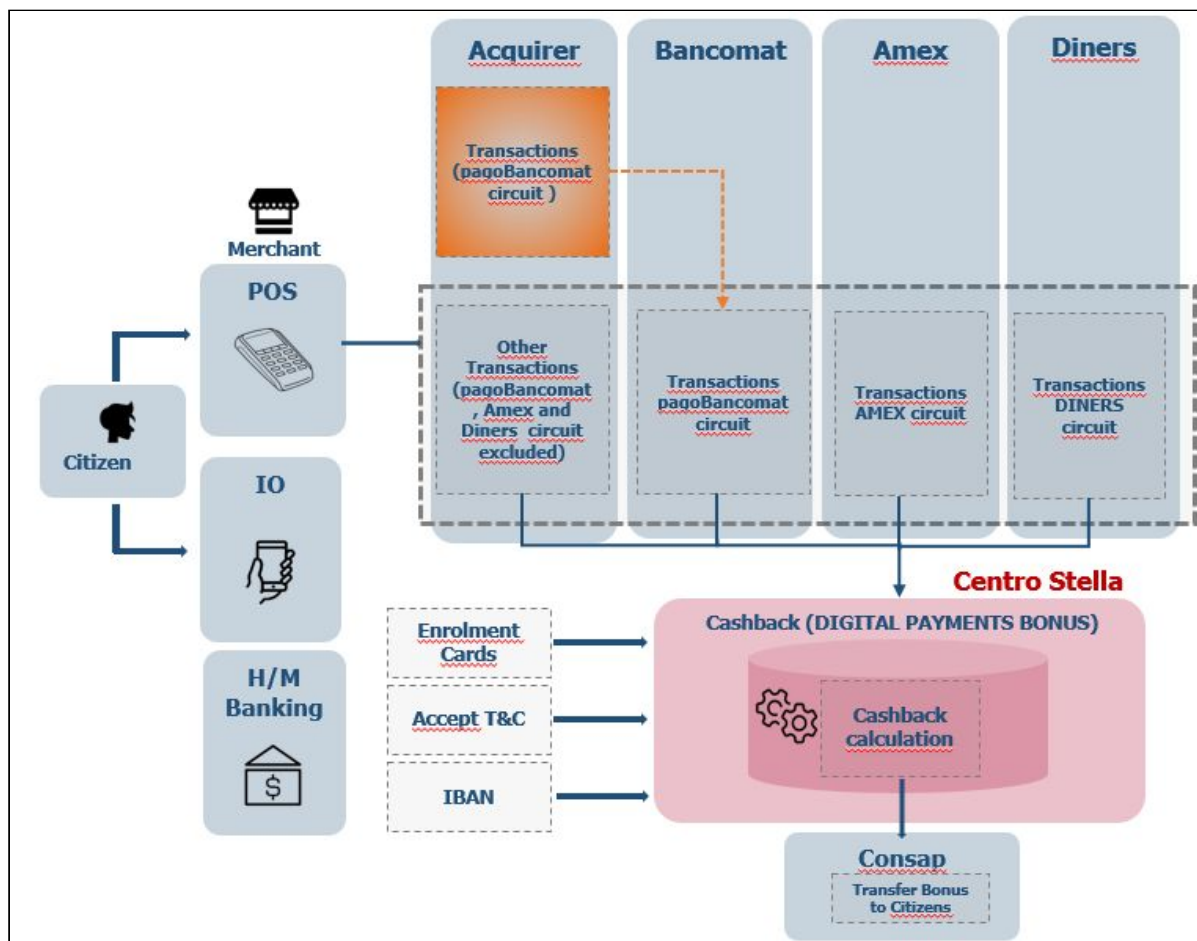 Acquirer
Bancomat
Amex
Diners
Transactions
(pagoBancomat
circuit )
Merchant
POS
Other
Transactions
(pagoBancomat
, Amex and
Diners circuit
excluded)
Transactions
pagoBancomat
circuit
Transactions
AMEX circuit
Transactions
DINERS
circuit
Citizen
IO
Centro Stella
Enrolment
Cards
Cashback (DIGITAL PAYMENTS BONUS)
H/M
Banking
$
Accept T&C
Cashback
calculation
IBAN
Consap
Transfer Bonus
to Citizens